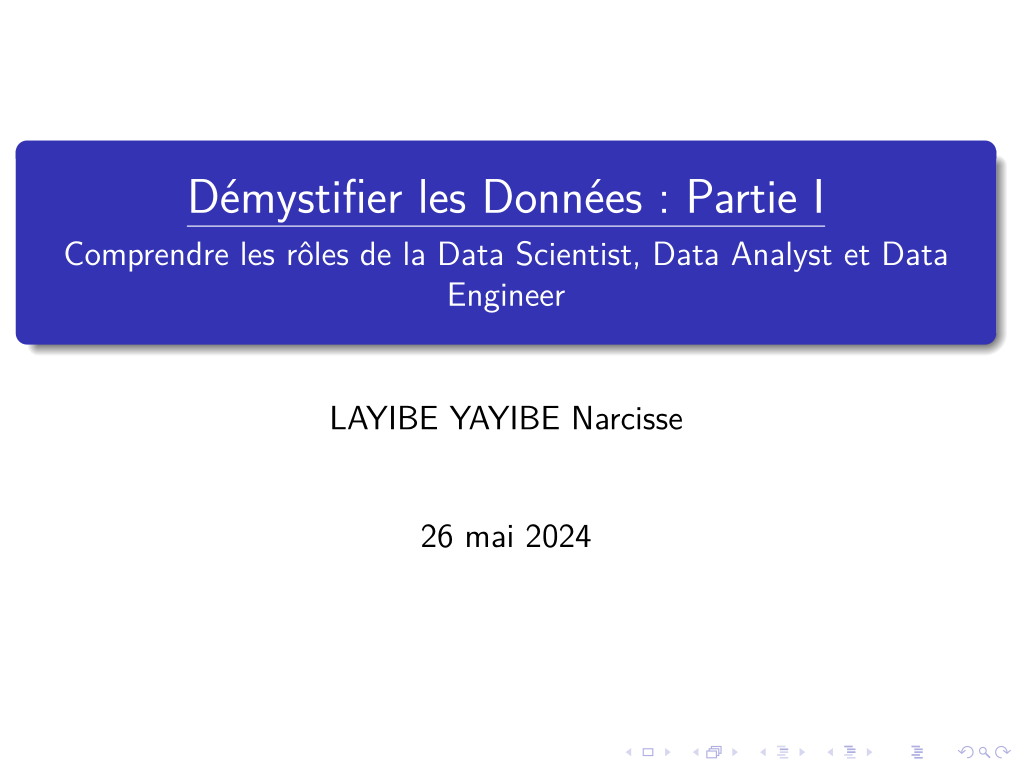 Démystifier les Données : Partie I
Comprendre les rôles de la Data Scientist, Data Analyst et Data
Engineer
LAYIBE YAYIBE Narcisse
26 mai 2024